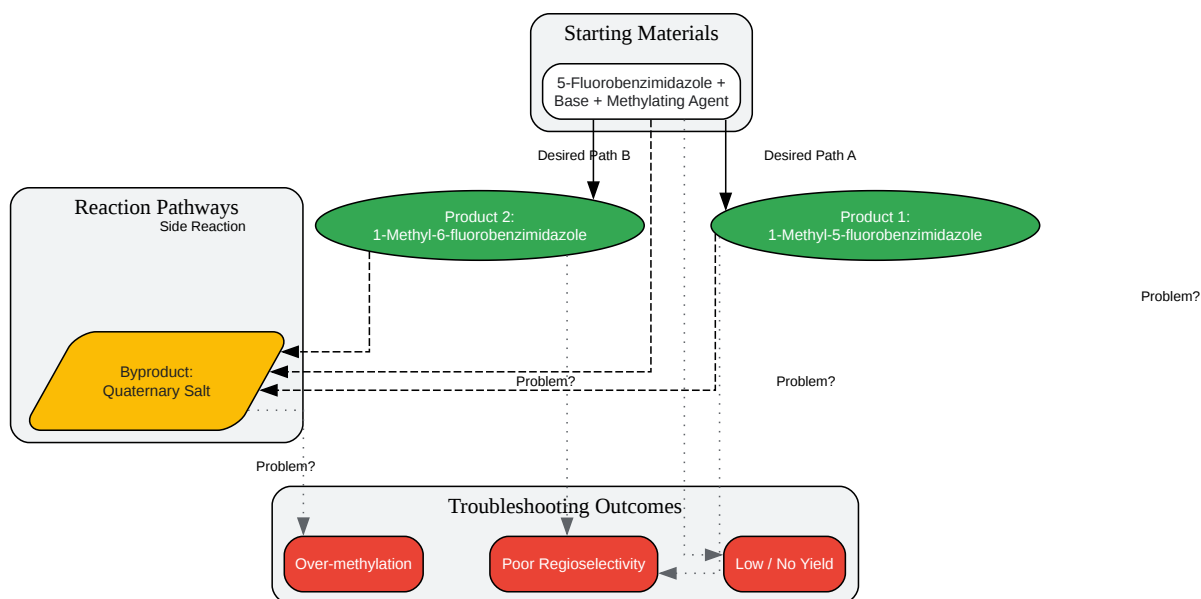 Starting Materials
5-Fluorobenzimidazole +
Base + Methylating Agent
Desired Path B
Desired Path A
Reaction Pathways
Side Reaction
Product 2:
1-Methyl-6-fluorobenzimidazole
Product 1:
1-Methyl-5-fluorobenzimidazole
Problem?
Byproduct:
Quaternary Salt
Problem?
Problem?
Problem?
Troubleshooting Outcomes
Over-methylation
Poor Regioselectivity
Low / No Yield